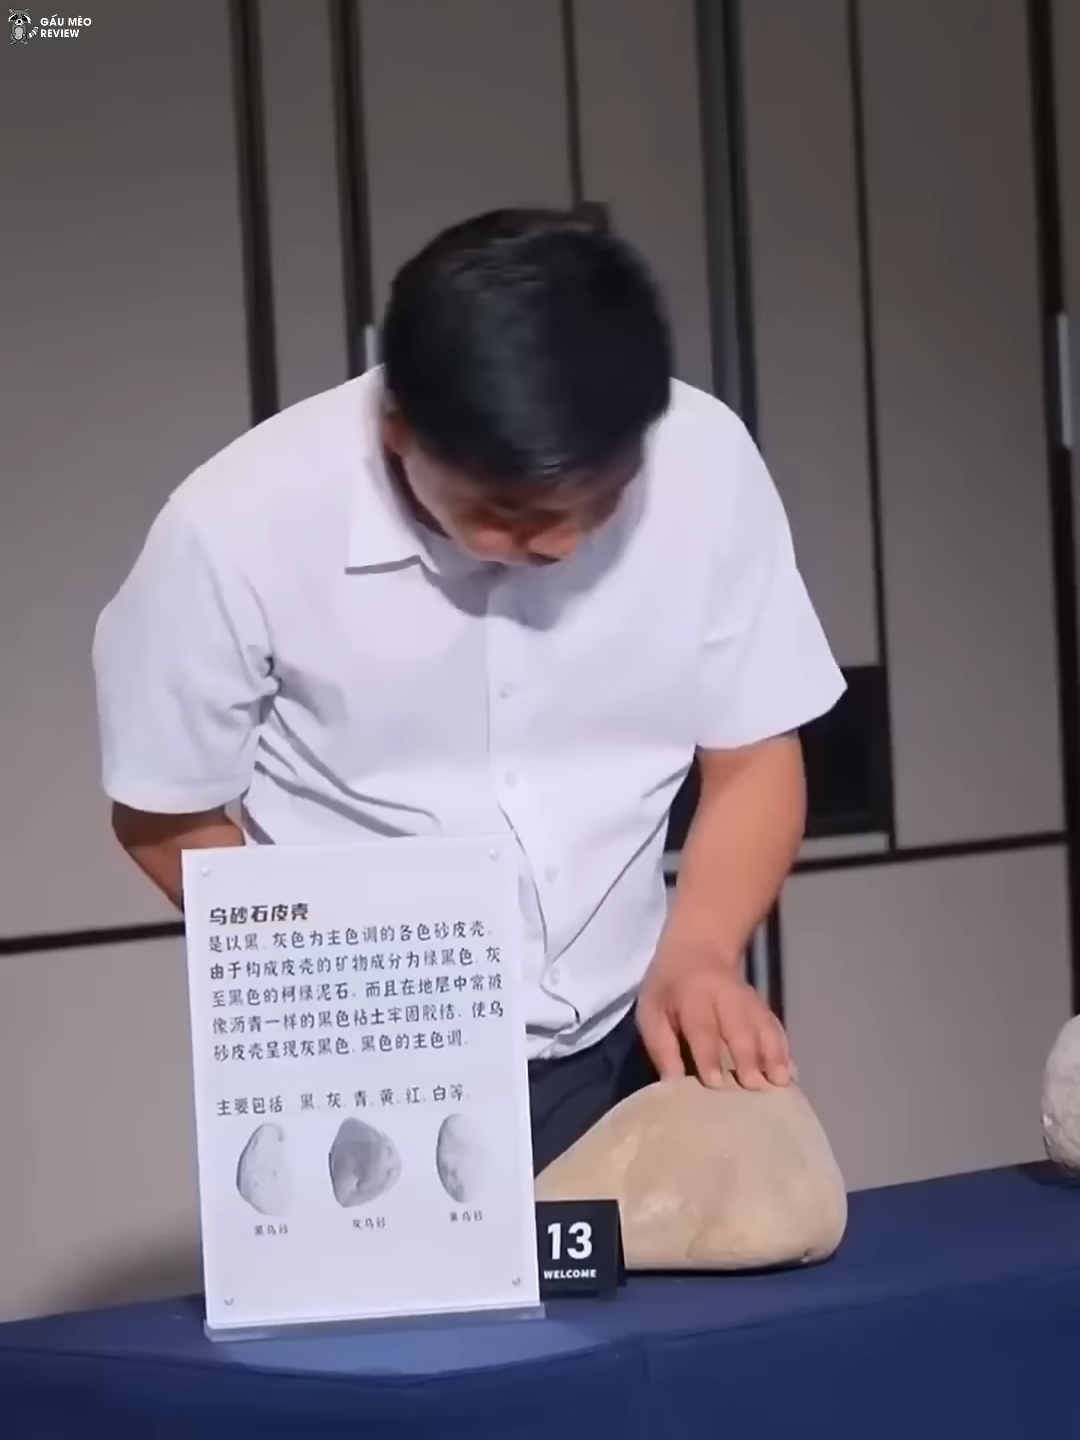 GẤU MÈO
REVIEW
乌砂石皮壳
是以黑、灰色为主色调的各色砂皮壳。
由于构成皮壳的矿物成分为绿黑色、灰
至黑色的柯绿泥石，而且在地层中常被
像沥青一样的黑色粘土牢固胶结，使乌
砂皮壳呈现灰黑色、黑色的主色调。
主要包括 黑、灰、青、黄、红、白等。
黑乌砂 灰乌砂 黄乌砂
13
WELCOME